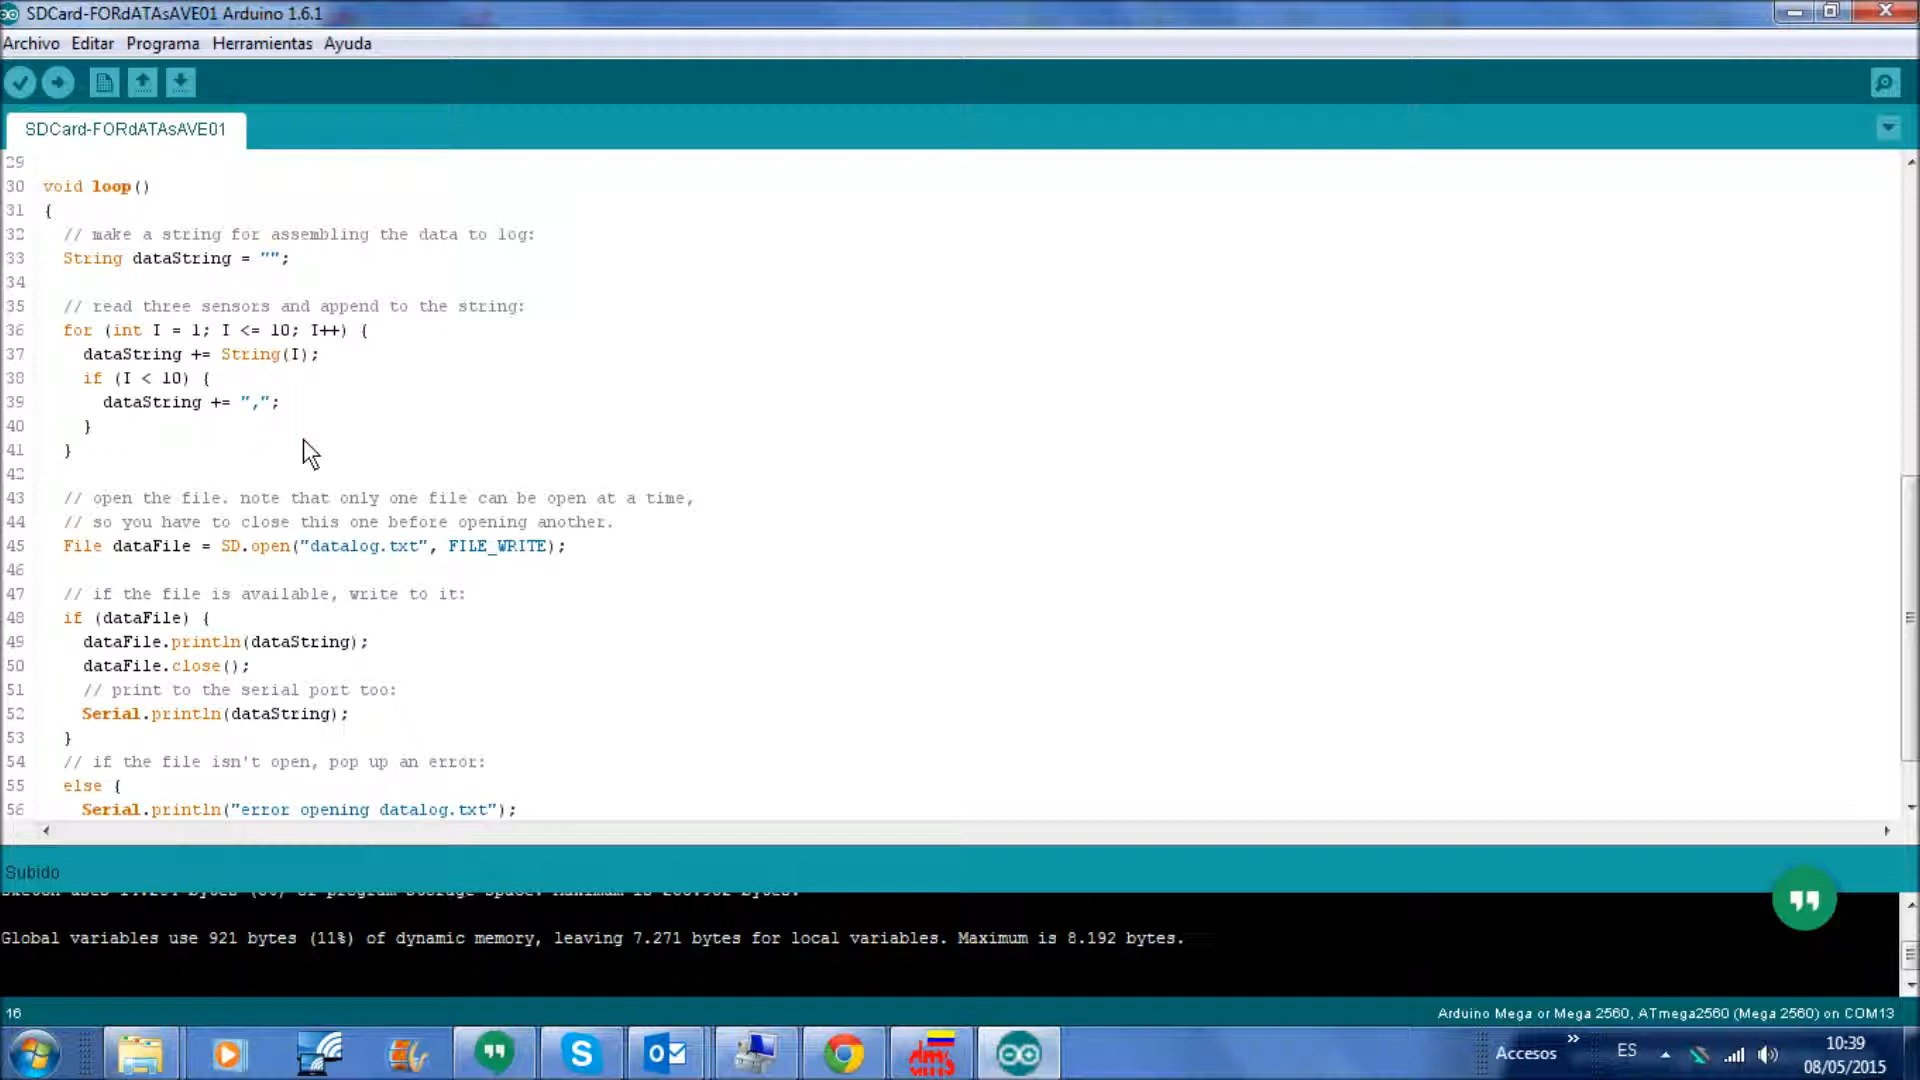 SDCard-FORdATAsAVE01 Arduino 1.6.1
Archivo Editar Programa Herramientas Ayuda
SDCard-FORdATAsAVE01
29
30 void loop()
31 {
32 // make a string for assembling the data to log:
33 String dataString = "";
34
35 // read three sensors and append to the string:
36 for (int I = 1; I <= 10; I++) {
37 dataString += String(I);
38 if (I < 10) {
39 dataString += ",";
40 }
41 }
42
43 // open the file. note that only one file can be open at a time,
44 // so you have to close this one before opening another.
45 File dataFile = SD.open("datalog.txt", FILE_WRITE);
46
47 // if the file is available, write to it:
48 if (dataFile) {
49 dataFile.println(dataString);
50 dataFile.close();
51 // print to the serial port too:
52 Serial.println(dataString);
53 }
54 // if the file isn't open, pop up an error:
55 else {
56 Serial.println("error opening datalog.txt");
Subido
Global variables use 921 bytes (11%) of dynamic memory, leaving 7.271 bytes for local variables. Maximum is 8.192 bytes.
16 Arduino Mega or Mega 2560, ATmega2560 (Mega 2560) on COM13
Accesos » ES 10:39
08/05/2015